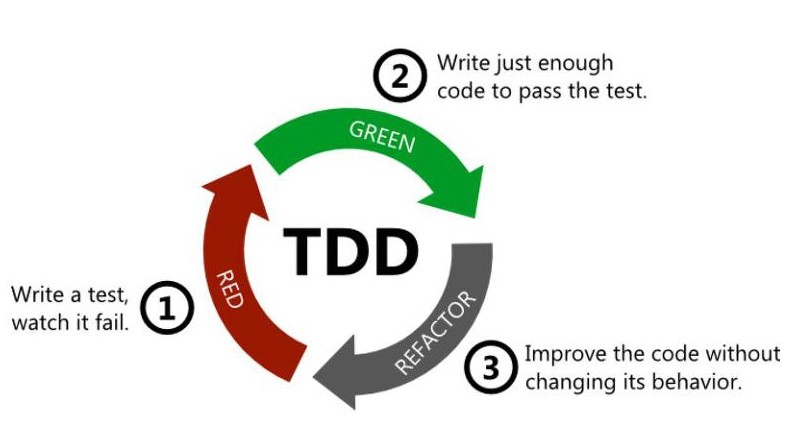 2
Write just enough
code to pass the test.
GREEN
TDD
RED
Write a test,
watch it fail.
1
REFACTOR
3
Improve the code without
changing its behavior.